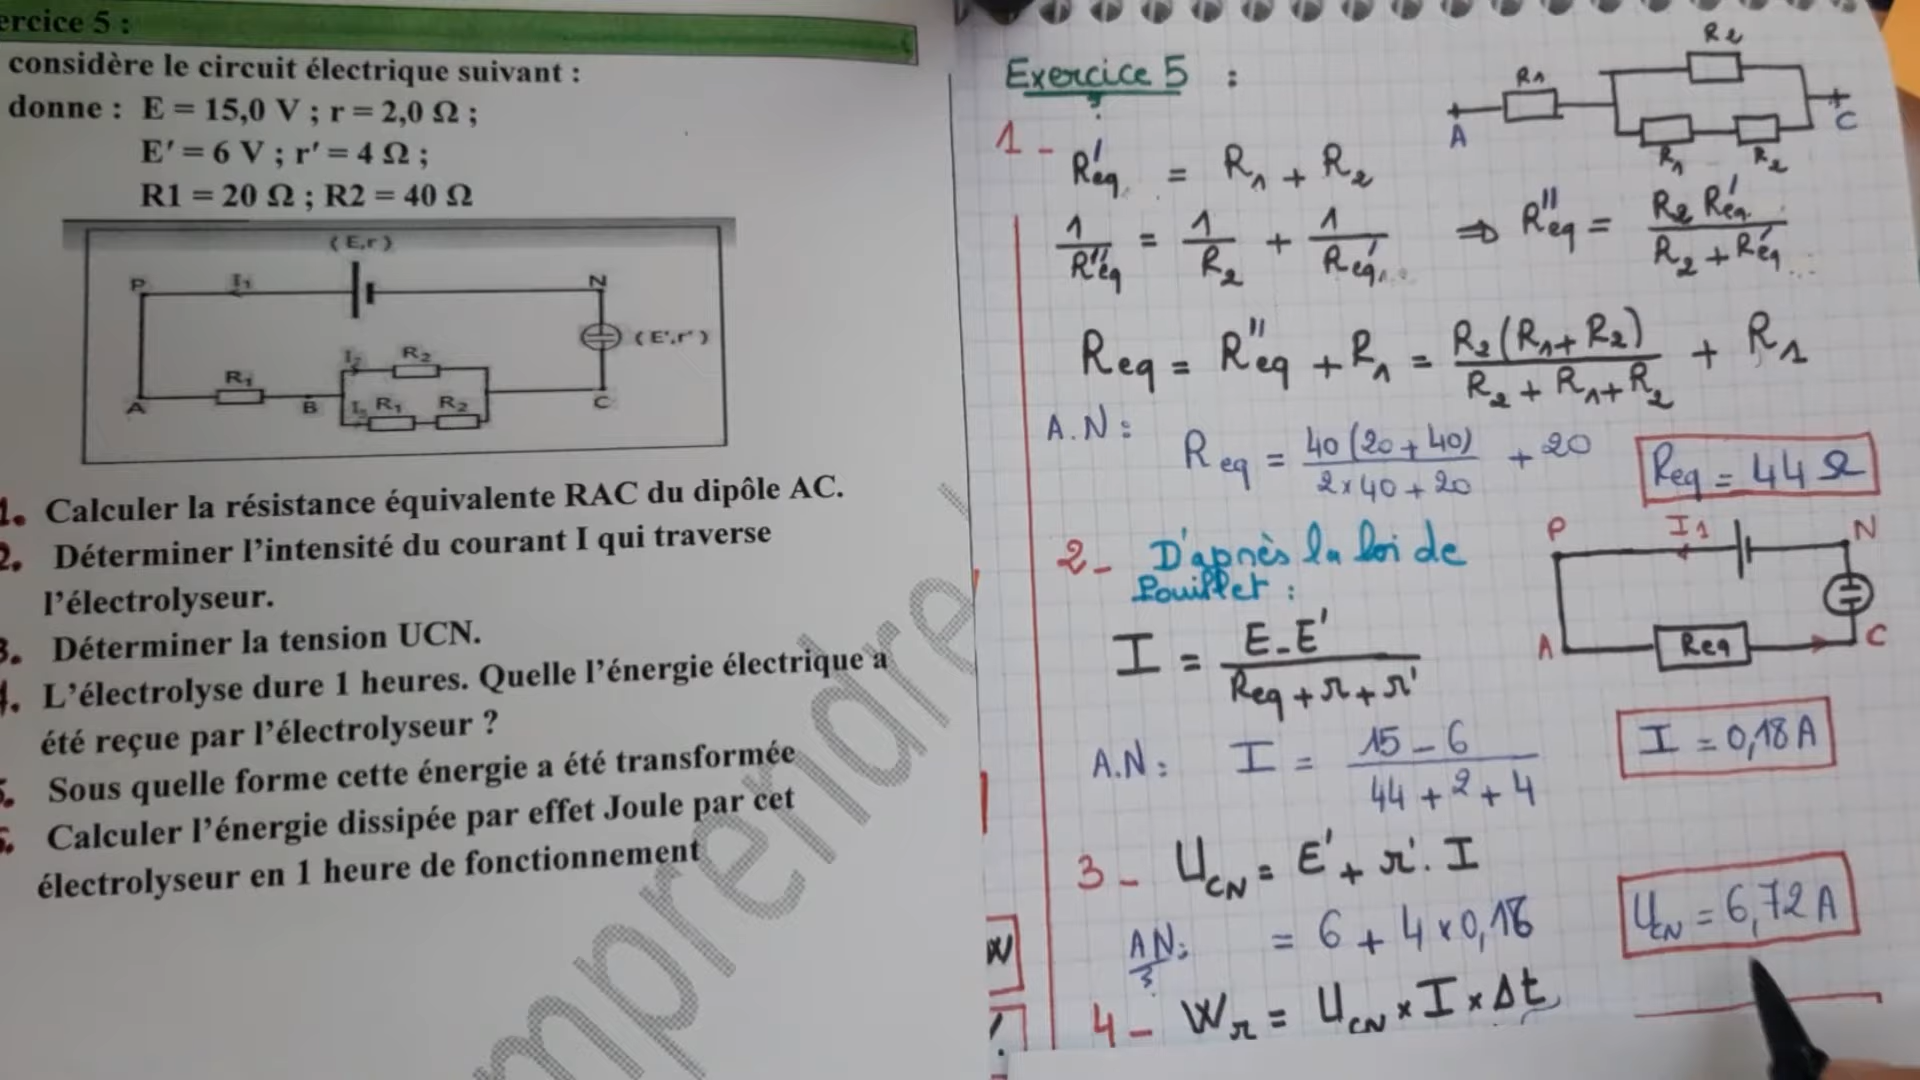 ercice 5 :
considère le circuit électrique suivant :
donne : E = 15,0 V ; r = 2,0 Ω ;
E' = 6 V ; r' = 4 Ω ;
R1 = 20 Ω ; R2 = 40 Ω
( E,r )
P I1 N
( E',r' )
I2 R2
R1
A B C
R1 R2
1. Calculer la résistance équivalente RAC du dipôle AC.
2. Déterminer l'intensité du courant I qui traverse
l'électrolyseur.
3. Déterminer la tension UCN.
4. L'électrolyse dure 1 heures. Quelle l'énergie électrique a
été reçue par l'électrolyseur ?
5. Sous quelle forme cette énergie a été transformée
6. Calculer l'énergie dissipée par effet Joule par cet
électrolyseur en 1 heure de fonctionnement
mprendre
W
Exercice 5 :
R2
R1
A C
R1 R2
1 - R'eq = R1 + R2
1/R''eq = 1/R2 + 1/R'eq ⇒ R''eq = R2 R'eq / R2 + R'eq
Req = R''eq + R1 = R2(R1 + R2) / R2 + R1 + R2 + R1
A.N : Req = 40 (20 + 40) / 2x40 + 20 + 20
Req = 44 Ω
2 - D'après la loi de
Pouillet :
P I1 N
A Req C
I = E - E' / Req + r + r'
A.N : I = 15 - 6 / 44 + 2 + 4
I = 0,18 A
3 - UCN = E' + r'. I
AN : = 6 + 4 x 0,18
UCN = 6,72 A
4 - Wr = UCN x I x Δt